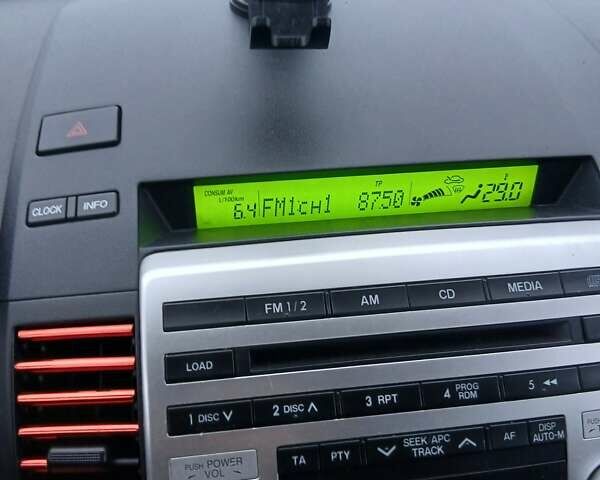 CONSUM AV
L/100km
6.4 FM1CH1 TP 87.50 29.0
CLOCK INFO
FM 1/2 AM CD MEDIA
LOAD
1 DISC ∨ 2 DISC ∧ 3 RPT 4 PROG RDM 5 ◀◀
PUSH POWER
VOL
TA PTY ∨ SEEK APC TRACK ∧ AF DISP AUTO-M